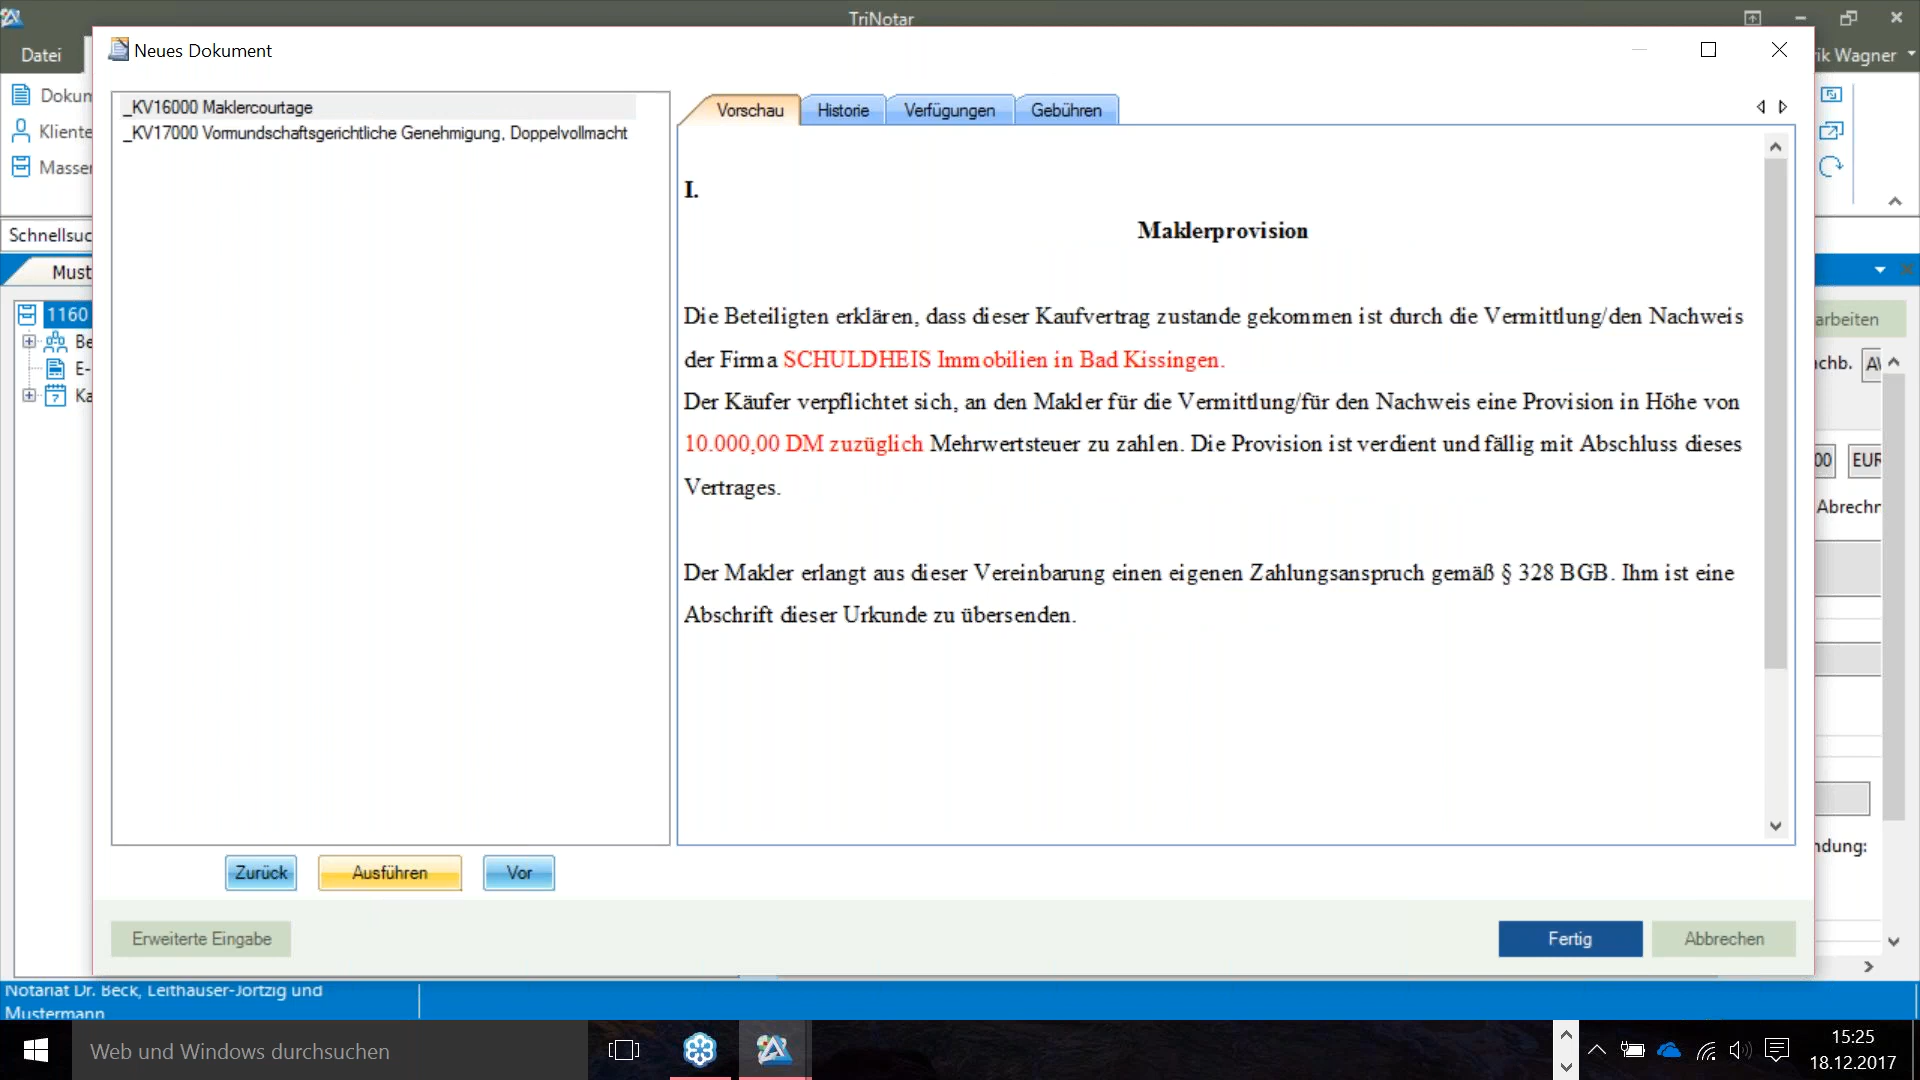 TriNotar
Neues Dokument
Datei
rik Wagner
Dokum
Kliente
Masser
Schnellsuc
Must
1160
Be
E-
Ka
_KV16000 Maklercourtage
_KV17000 Vormundschaftsgerichtliche Genehmigung, Doppelvollmacht
Vorschau Historie Verfügungen Gebühren
I.
Maklerprovision
Die Beteiligten erklären, dass dieser Kaufvertrag zustande gekommen ist durch die Vermittlung/den Nachweis
der Firma SCHULDHEIS Immobilien in Bad Kissingen.
Der Käufer verpflichtet sich, an den Makler für die Vermittlung/für den Nachweis eine Provision in Höhe von
10.000,00 DM zuzüglich Mehrwertsteuer zu zahlen. Die Provision ist verdient und fällig mit Abschluss dieses
Vertrages.
Der Makler erlangt aus dieser Vereinbarung einen eigenen Zahlungsanspruch gemäß § 328 BGB. Ihm ist eine
Abschrift dieser Urkunde zu übersenden.
arbeiten
achb.
00 EUR
Abrechn
ndung:
Zurück Ausführen Vor
Erweiterte Eingabe
Fertig Abbrechen
Notariat Dr. Beck, Leithäuser-Jortzig und
Mustermann
Web und Windows durchsuchen
15:25
18.12.2017